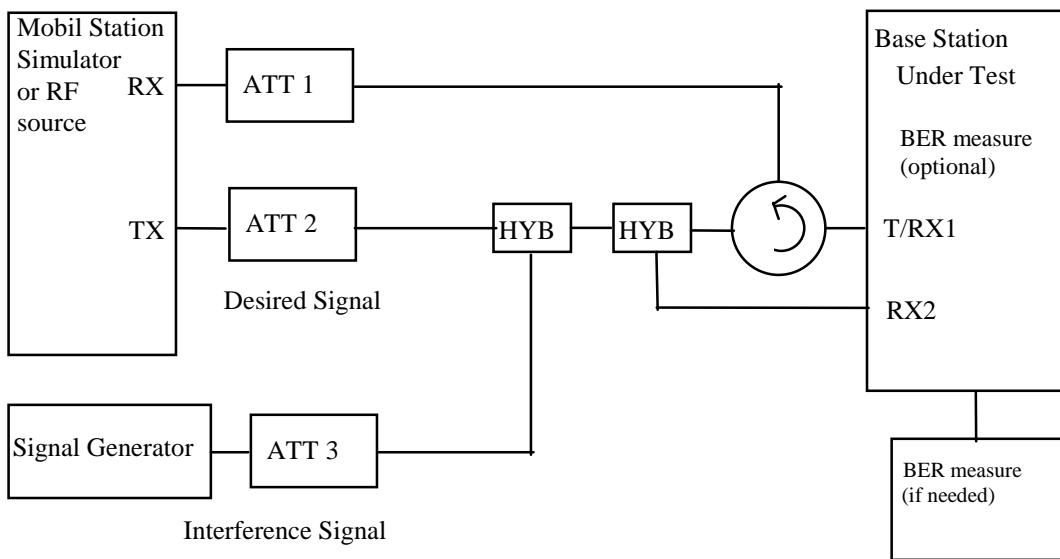 Mobil Station
Simulator
or RF
source
RX
TX
ATT 1
ATT 2
Desired Signal
HYB
HYB
Base Station
Under Test
BER measure
(optional)
T/RX1
RX2
Signal Generator
ATT 3
Interference Signal
BER measure
(if needed)